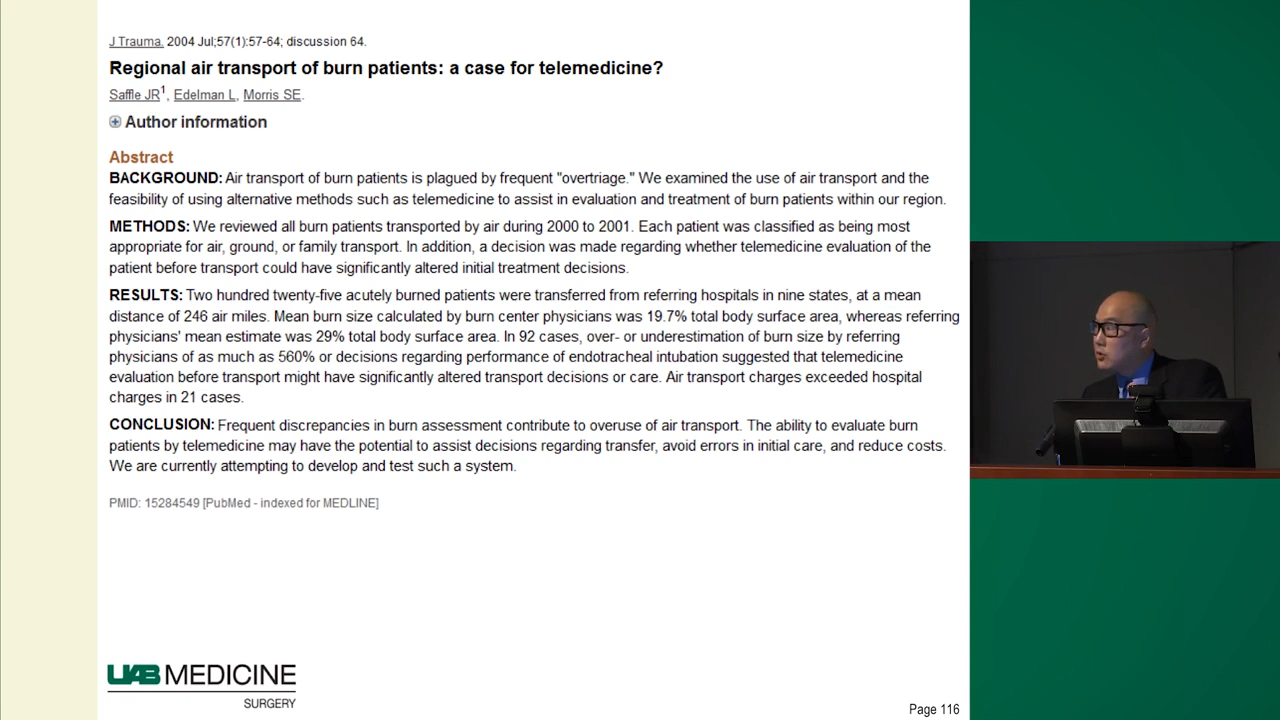 J Trauma. 2004 Jul;57(1):57-64; discussion 64.
Regional air transport of burn patients: a case for telemedicine?
Saffle JR1, Edelman L, Morris SE.
Author information
Abstract
BACKGROUND: Air transport of burn patients is plagued by frequent "overtriage." We examined the use of air transport and the
feasibility of using alternative methods such as telemedicine to assist in evaluation and treatment of burn patients within our region.
METHODS: We reviewed all burn patients transported by air during 2000 to 2001. Each patient was classified as being most
appropriate for air, ground, or family transport. In addition, a decision was made regarding whether telemedicine evaluation of the
patient before transport could have significantly altered initial treatment decisions.
RESULTS: Two hundred twenty-five acutely burned patients were transferred from referring hospitals in nine states, at a mean
distance of 246 air miles. Mean burn size calculated by burn center physicians was 19.7% total body surface area, whereas referring
physicians' mean estimate was 29% total body surface area. In 92 cases, over- or underestimation of burn size by referring
physicians of as much as 560% or decisions regarding performance of endotracheal intubation suggested that telemedicine
evaluation before transport might have significantly altered transport decisions or care. Air transport charges exceeded hospital
charges in 21 cases.
CONCLUSION: Frequent discrepancies in burn assessment contribute to overuse of air transport. The ability to evaluate burn
patients by telemedicine may have the potential to assist decisions regarding transfer, avoid errors in initial care, and reduce costs.
We are currently attempting to develop and test such a system.
PMID: 15284549 [PubMed - indexed for MEDLINE]
UAB MEDICINE
SURGERY
Page 116